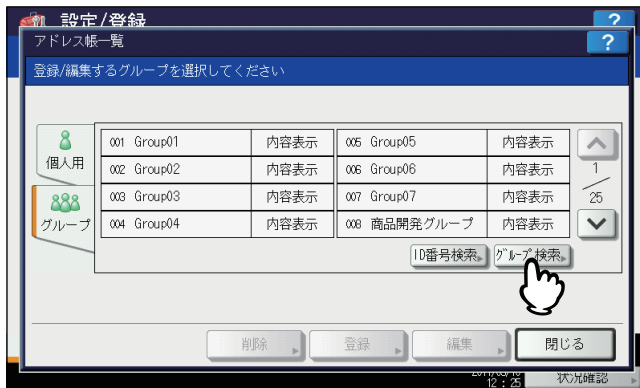 設定/登録 ?
アドレス帳一覧 ?
登録/編集するグループを選択してください
個人用
グループ
001 Group01 内容表示 005 Group05 内容表示
002 Group02 内容表示 006 Group06 内容表示
003 Group03 内容表示 007 Group07 内容表示
004 Group04 内容表示 008 商品開発グループ 内容表示
1
25
ID番号検索 グループ検索
削除 登録 編集 閉じる
12:25 状況確認